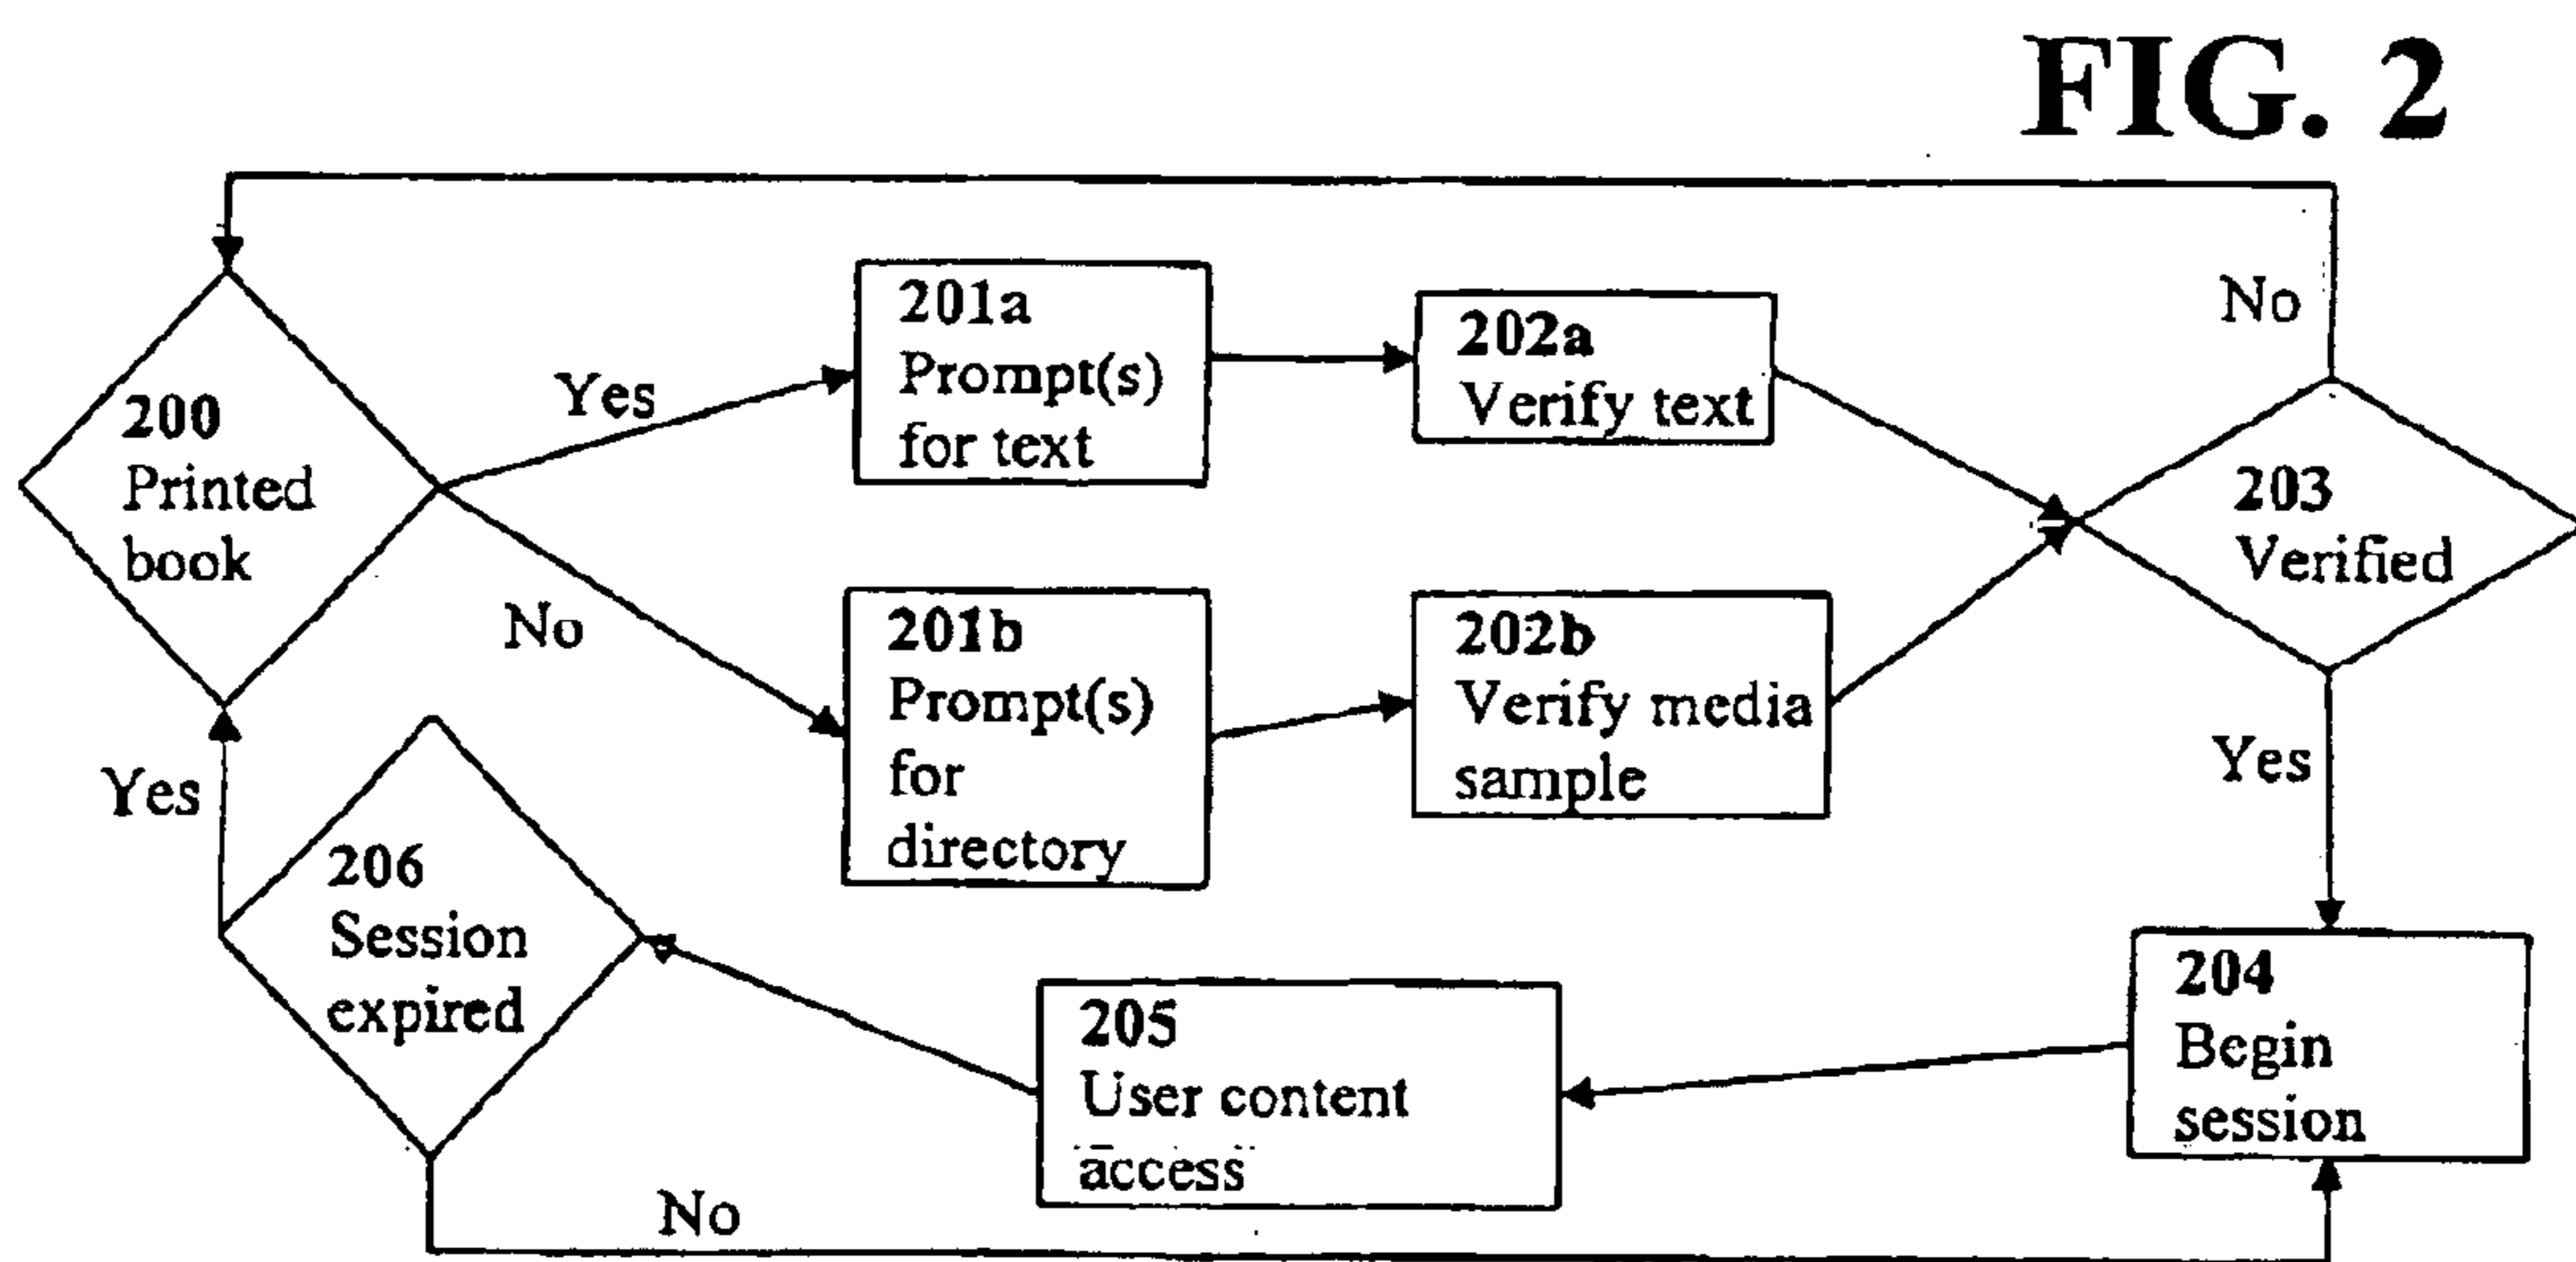 FIG. 2
No
201a
Prompt(s)
for text
202a
Verify text
Yes
200
Printed
book
203
Verified
No
201b
Prompt(s)
for
directory
202b
Verify media
sample
Yes
Yes
206
Session
expired
205
User content
access
204
Begin
session
No